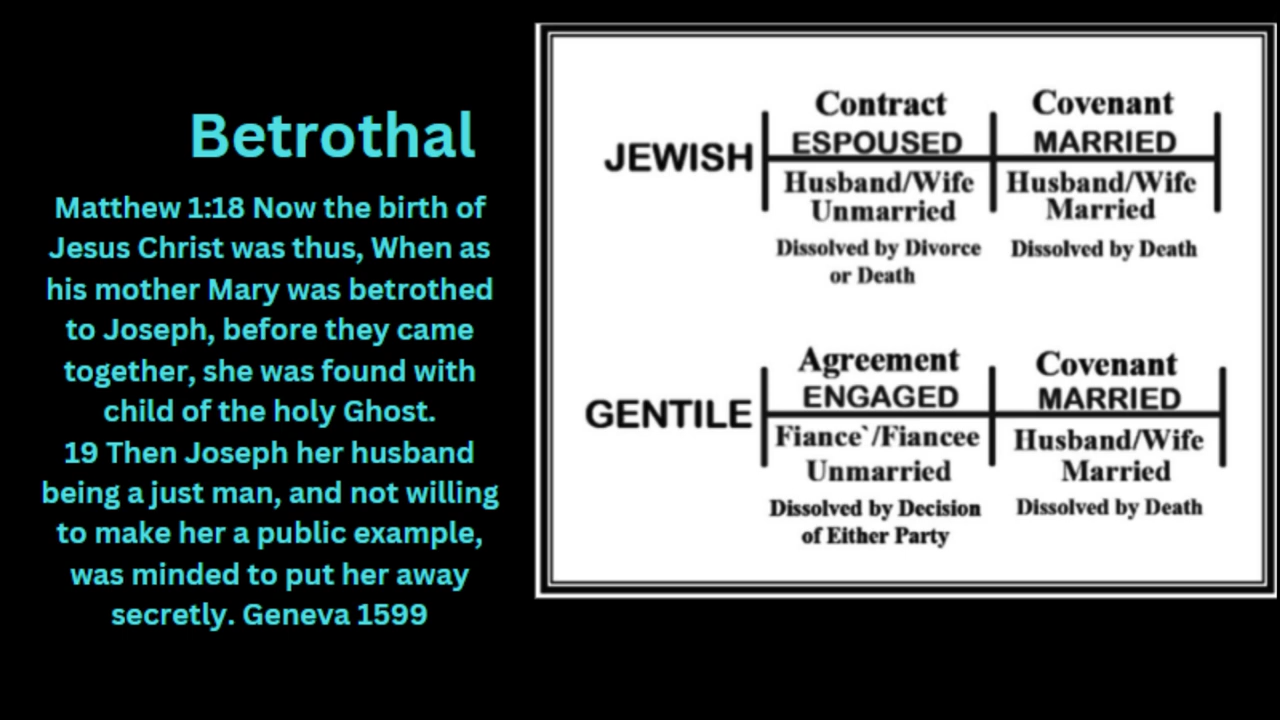 Betrothal
Matthew 1:18 Now the birth of
Jesus Christ was thus, When as
his mother Mary was betrothed
to Joseph, before they came
together, she was found with
child of the holy Ghost.
19 Then Joseph her husband
being a just man, and not willing
to make her a public example,
was minded to put her away
secretly. Geneva 1599
JEWISH
Contract
ESPOUSED
Husband/Wife
Unmarried
Dissolved by Divorce
or Death
Covenant
MARRIED
Husband/Wife
Married
Dissolved by Death
GENTILE
Agreement
ENGAGED
Fiance`/Fiancee
Unmarried
Dissolved by Decision
of Either Party
Covenant
MARRIED
Husband/Wife
Married
Dissolved by Death